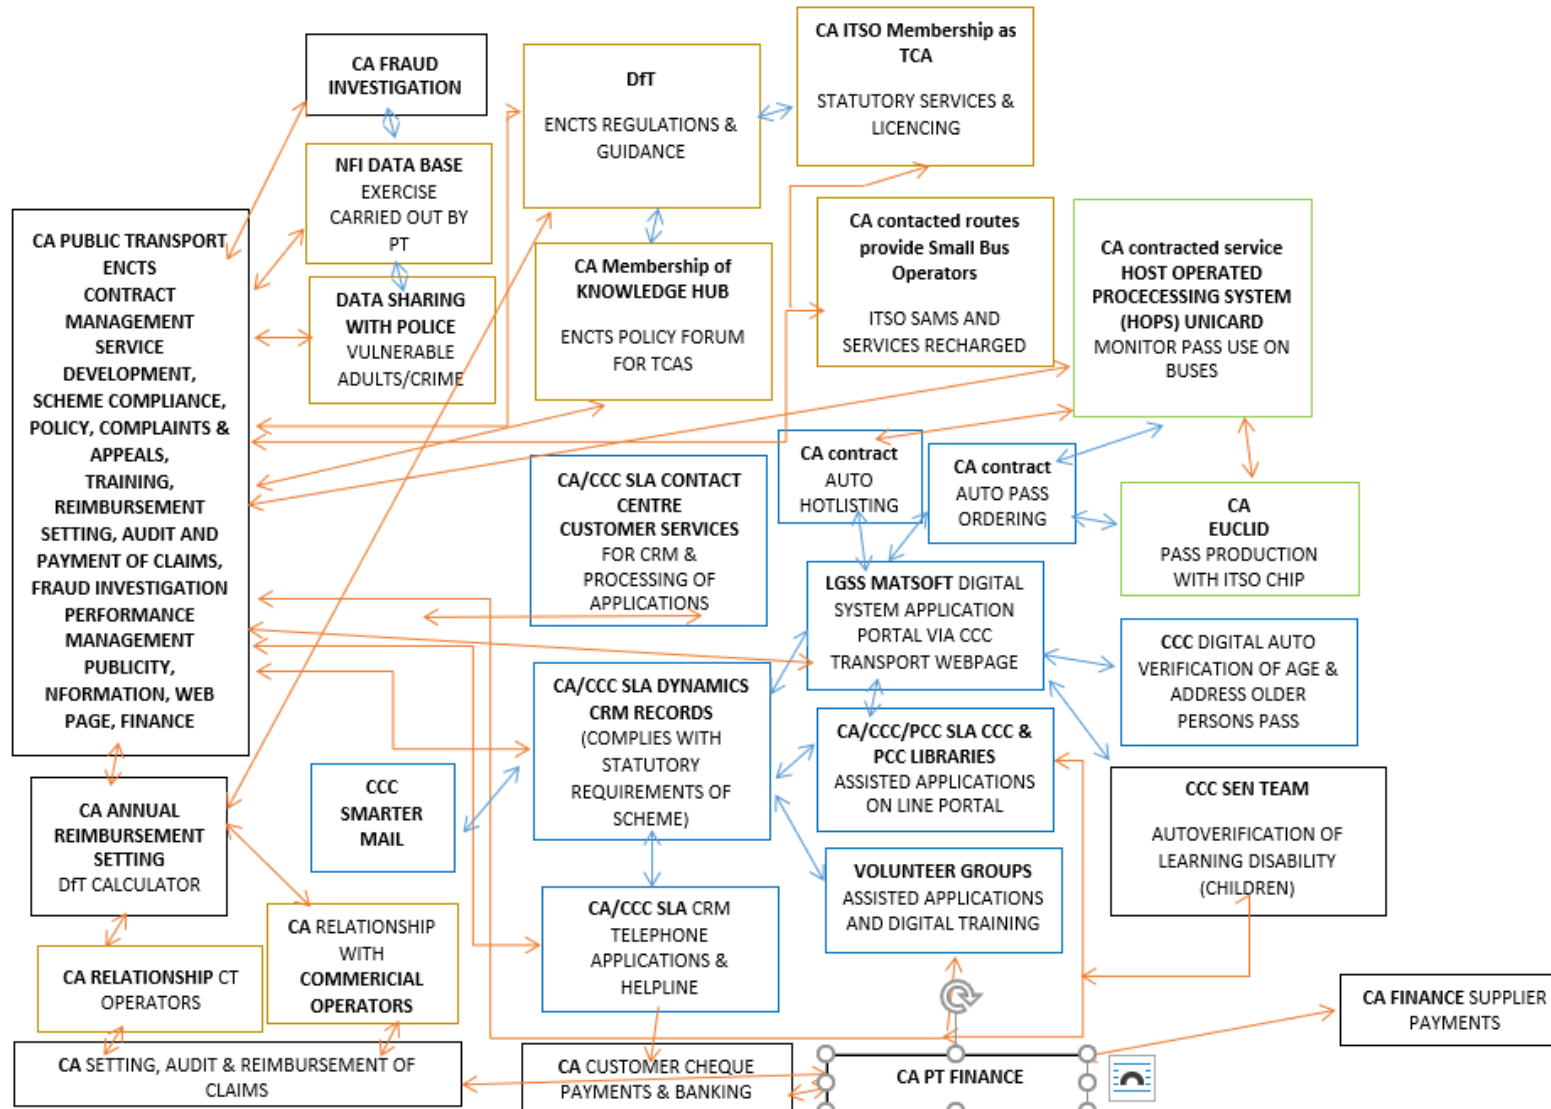 CA FRAUD
INVESTIGATION
NFI DATA BASE
EXERCISE
CARRIED OUT BY
PT
DATA SHARING
WITH POLICE
VULNERABLE
ADULTS/CRIME
DfT
ENCTS REGULATIONS &
GUIDANCE
CA ITSO Membership as
TCA
STATUTORY SERVICES &
LICENCING
CA Membership of
KNOWLEDGE HUB
ENCTS POLICY FORUM
FOR TCAS
CA contacted routes
provide Small Bus
Operators
ITSO SAMS AND
SERVICES RECHARGED
CA contracted service
HOST OPERATED
PROCECESSING SYSTEM
(HOPS) UNICARD
MONITOR PASS USE ON
BUSES
CA PUBLIC TRANSPORT
ENCTS
CONTRACT
MANAGEMENT
SERVICE
DEVELOPMENT,
SCHEME COMPLIANCE,
POLICY, COMPLAINTS &
APPEALS,
TRAINING,
REIMBURSEMENT
SETTING, AUDIT AND
PAYMENT OF CLAIMS,
FRAUD INVESTIGATION
PERFORMANCE
MANAGEMENT
PUBLICITY,
NFORMATION, WEB
PAGE, FINANCE
CA/CCC SLA CONTACT
CENTRE
CUSTOMER SERVICES
FOR CRM &
PROCESSING OF
APPLICATIONS
CA contract
AUTO
HOTLISTING
CA contract
AUTO PASS
ORDERING
CA
EUCLID
PASS PRODUCTION
WITH ITSO CHIP
LGSS MATSOFT DIGITAL
SYSTEM APPLICATION
PORTAL VIA CCC
TRANSPORT WEBPAGE
CCC DIGITAL AUTO
VERIFICATION OF AGE &
ADDRESS OLDER
PERSONS PASS
CA/CCC SLA DYNAMICS
CRM RECORDS
(COMPLIES WITH
STATUTORY
REQUIREMENTS OF
SCHEME)
CA/CCC/PCC SLA CCC &
PCC LIBRARIES
ASSISTED APPLICATIONS
ON LINE PORTAL
CCC
SMARTER
MAIL
CCC SEN TEAM
AUTOVERIFICATION OF
LEARNING DISABILITY
(CHILDREN)
CA ANNUAL
REIMBURSEMENT
SETTING
DfT CALCULATOR
VOLUNTEER GROUPS
ASSISTED APPLICATIONS
AND DIGITAL TRAINING
CA/CCC SLA CRM
TELEPHONE
APPLICATIONS &
HELPLINE
CA RELATIONSHIP
WITH
COMMERICIAL
OPERATORS
CA RELATIONSHIP CT
OPERATORS
CA FINANCE SUPPLIER
PAYMENTS
CA SETTING, AUDIT & REIMBURSEMENT OF
CLAIMS
CA CUSTOMER CHEQUE
PAYMENTS & BANKING
CA PT FINANCE